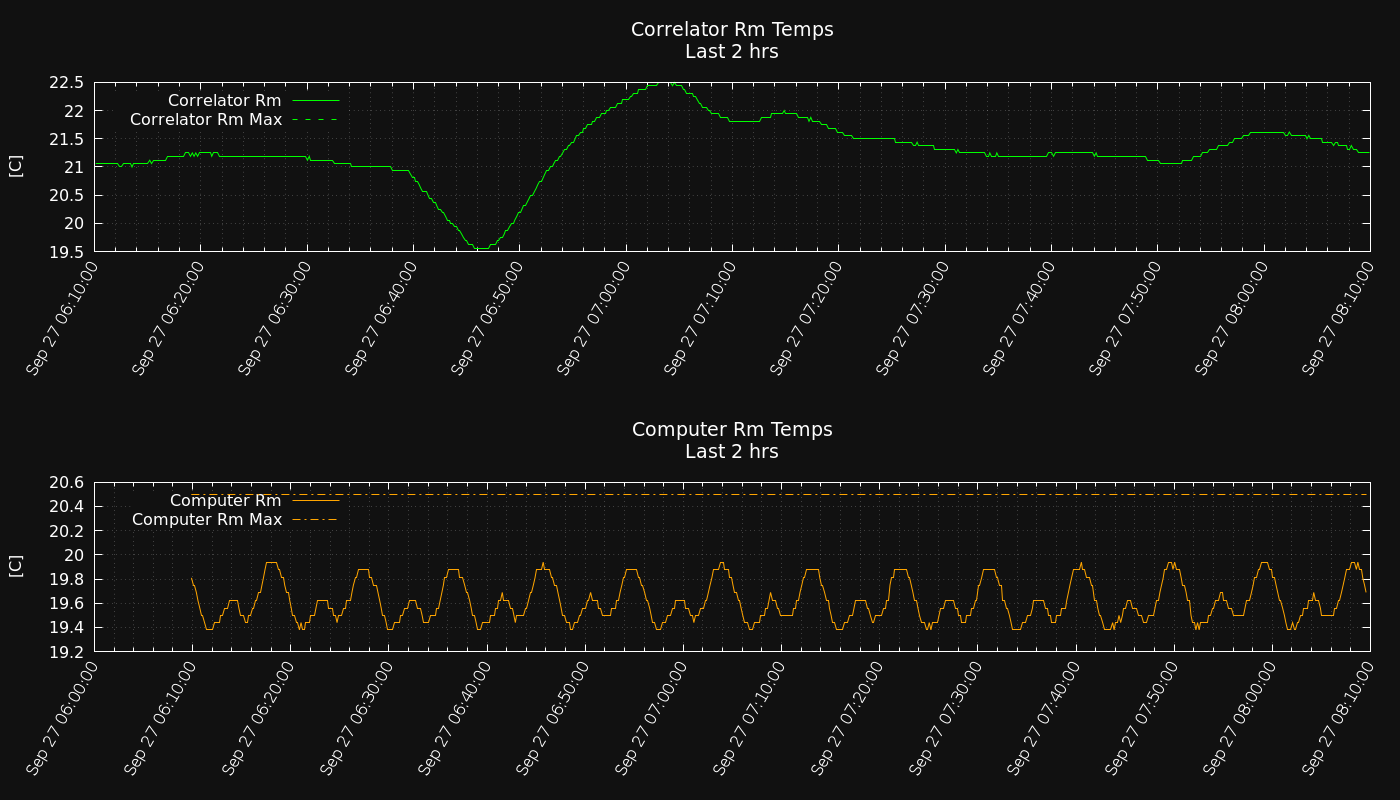 Correlator Rm Temps
Last 2 hrs
22.5
22
21.5
21
20.5
20
19.5
[C]
Correlator Rm
Correlator Rm Max
Sep 27 06:10:00
Sep 27 06:20:00
Sep 27 06:30:00
Sep 27 06:40:00
Sep 27 06:50:00
Sep 27 07:00:00
Sep 27 07:10:00
Sep 27 07:20:00
Sep 27 07:30:00
Sep 27 07:40:00
Sep 27 07:50:00
Sep 27 08:00:00
Sep 27 08:10:00
Computer Rm Temps
Last 2 hrs
20.6
20.4
20.2
20
19.8
19.6
19.4
19.2
[C]
Computer Rm
Computer Rm Max
Sep 27 06:00:00
Sep 27 06:10:00
Sep 27 06:20:00
Sep 27 06:30:00
Sep 27 06:40:00
Sep 27 06:50:00
Sep 27 07:00:00
Sep 27 07:10:00
Sep 27 07:20:00
Sep 27 07:30:00
Sep 27 07:40:00
Sep 27 07:50:00
Sep 27 08:00:00
Sep 27 08:10:00